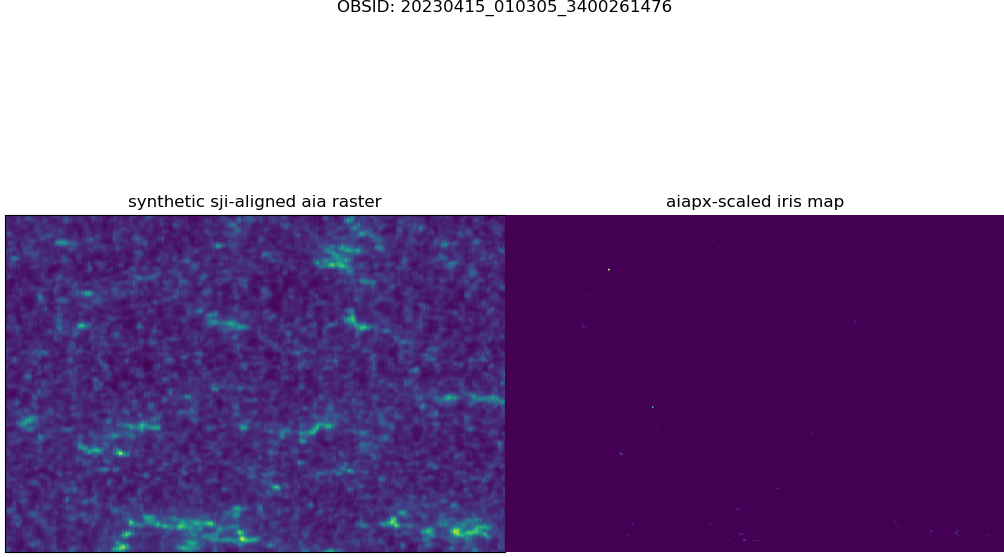 OBSID: 20230415_010305_3400261476
synthetic sji-aligned aia raster
aiapx-scaled iris map